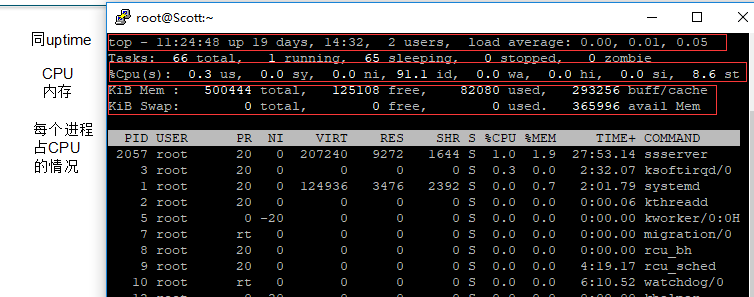 root@Scott:~
同uptime
top - 11:24:48 up 19 days, 14:32, 2 users, load average: 0.00, 0.01, 0.05
Tasks: 66 total, 1 running, 65 sleeping, 0 stopped, 0 zombie
CPU
内存
%Cpu(s): 0.3 us, 0.0 sy, 0.0 ni, 91.1 id, 0.0 wa, 0.0 hi, 0.0 si, 8.6 st
KiB Mem : 500444 total, 125108 free, 82080 used, 293256 buff/cache
KiB Swap: 0 total, 0 free, 0 used. 365996 avail Mem
每个进程
占CPU
的情况
PID USER PR NI VIRT RES SHR S %CPU %MEM TIME+ COMMAND
2057 root 20 0 207240 9272 1644 S 1.0 1.9 27:53.14 ssserver
3 root 20 0 0 0 0 S 0.3 0.0 2:32.07 ksoftirqd/0
1 root 20 0 124936 3476 2392 S 0.0 0.7 2:01.79 systemd
2 root 20 0 0 0 0 S 0.0 0.0 0:00.06 kthreadd
5 root 0 -20 0 0 0 S 0.0 0.0 0:00.00 kworker/0:0H
7 root rt 0 0 0 0 S 0.0 0.0 0:00.00 migration/0
8 root 20 0 0 0 0 S 0.0 0.0 0:00.00 rcu_bh
9 root 20 0 0 0 0 S 0.0 0.0 4:19.17 rcu_sched
10 root rt 0 0 0 0 S 0.0 0.0 6:10.52 watchdog/0